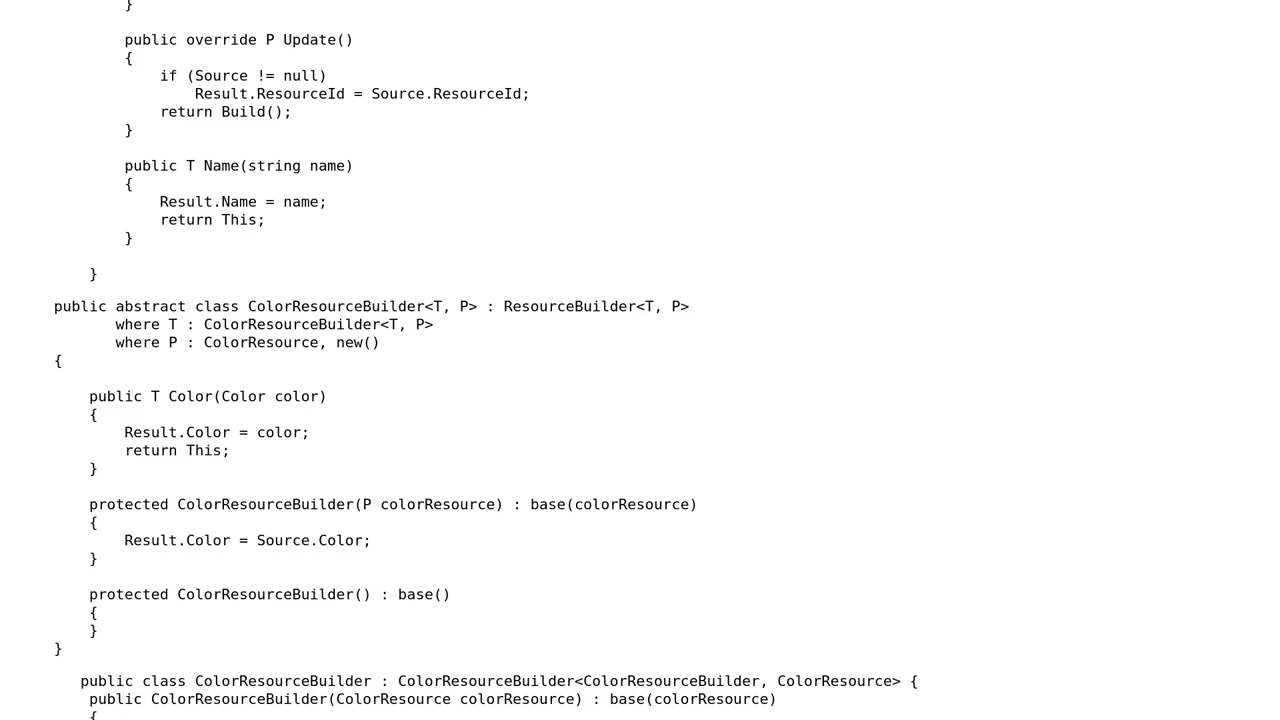 }
public override P Update()
{
if (Source != null)
Result.ResourceId = Source.ResourceId;
return Build();
}
public T Name(string name)
{
Result.Name = name;
return This;
}
}
public abstract class ColorResourceBuilder<T, P> : ResourceBuilder<T, P>
where T : ColorResourceBuilder<T, P>
where P : ColorResource, new()
{
public T Color(Color color)
{
Result.Color = color;
return This;
}
protected ColorResourceBuilder(P colorResource) : base(colorResource)
{
Result.Color = Source.Color;
}
protected ColorResourceBuilder() : base()
{
}
}
public class ColorResourceBuilder : ColorResourceBuilder<ColorResourceBuilder, ColorResource> {
public ColorResourceBuilder(ColorResource colorResource) : base(colorResource)
{